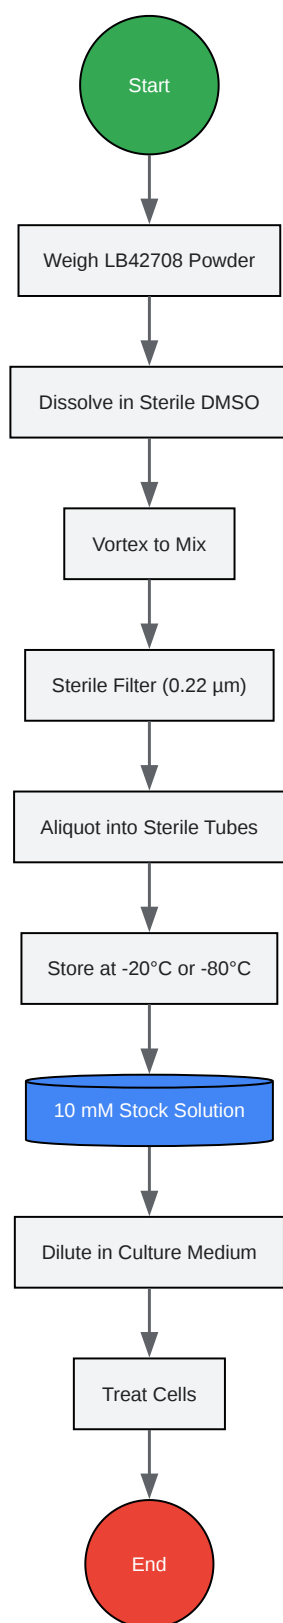 Start
Weigh LB42708 Powder
Dissolve in Sterile DMSO
Vortex to Mix
Sterile Filter (0.22 µm)
Aliquot into Sterile Tubes
Store at -20°C or -80°C
10 mM Stock Solution
Dilute in Culture Medium
Treat Cells
End